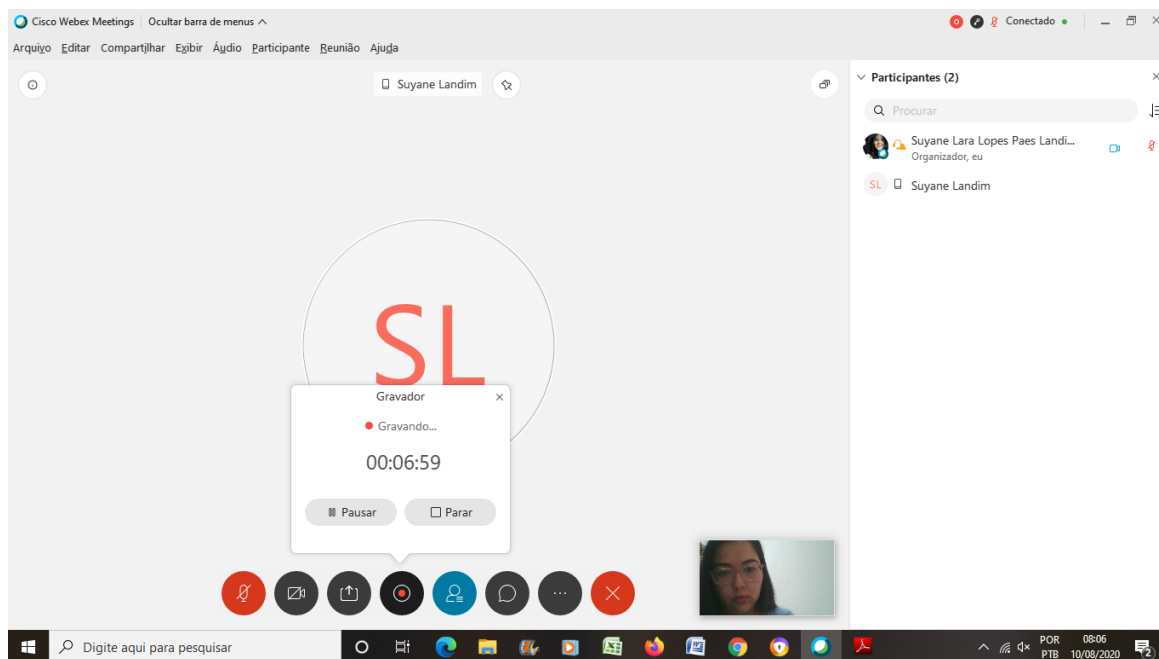 Cisco Webex Meetings Ocultar barra de menus
Conectado
Arquivo Editar Compartilhar Exibir Áudio Participante Reunião Ajuda
Suyane Landim
Participantes (2)
Procurar
Suyane Lara Lopes Paes Landi...
Organizador, eu
SL Suyane Landim
SL
Gravador
Gravando...
00:06:59
Pausar Parar
Digite aqui para pesquisar
POR 08:06
PTB 10/08/2020
2